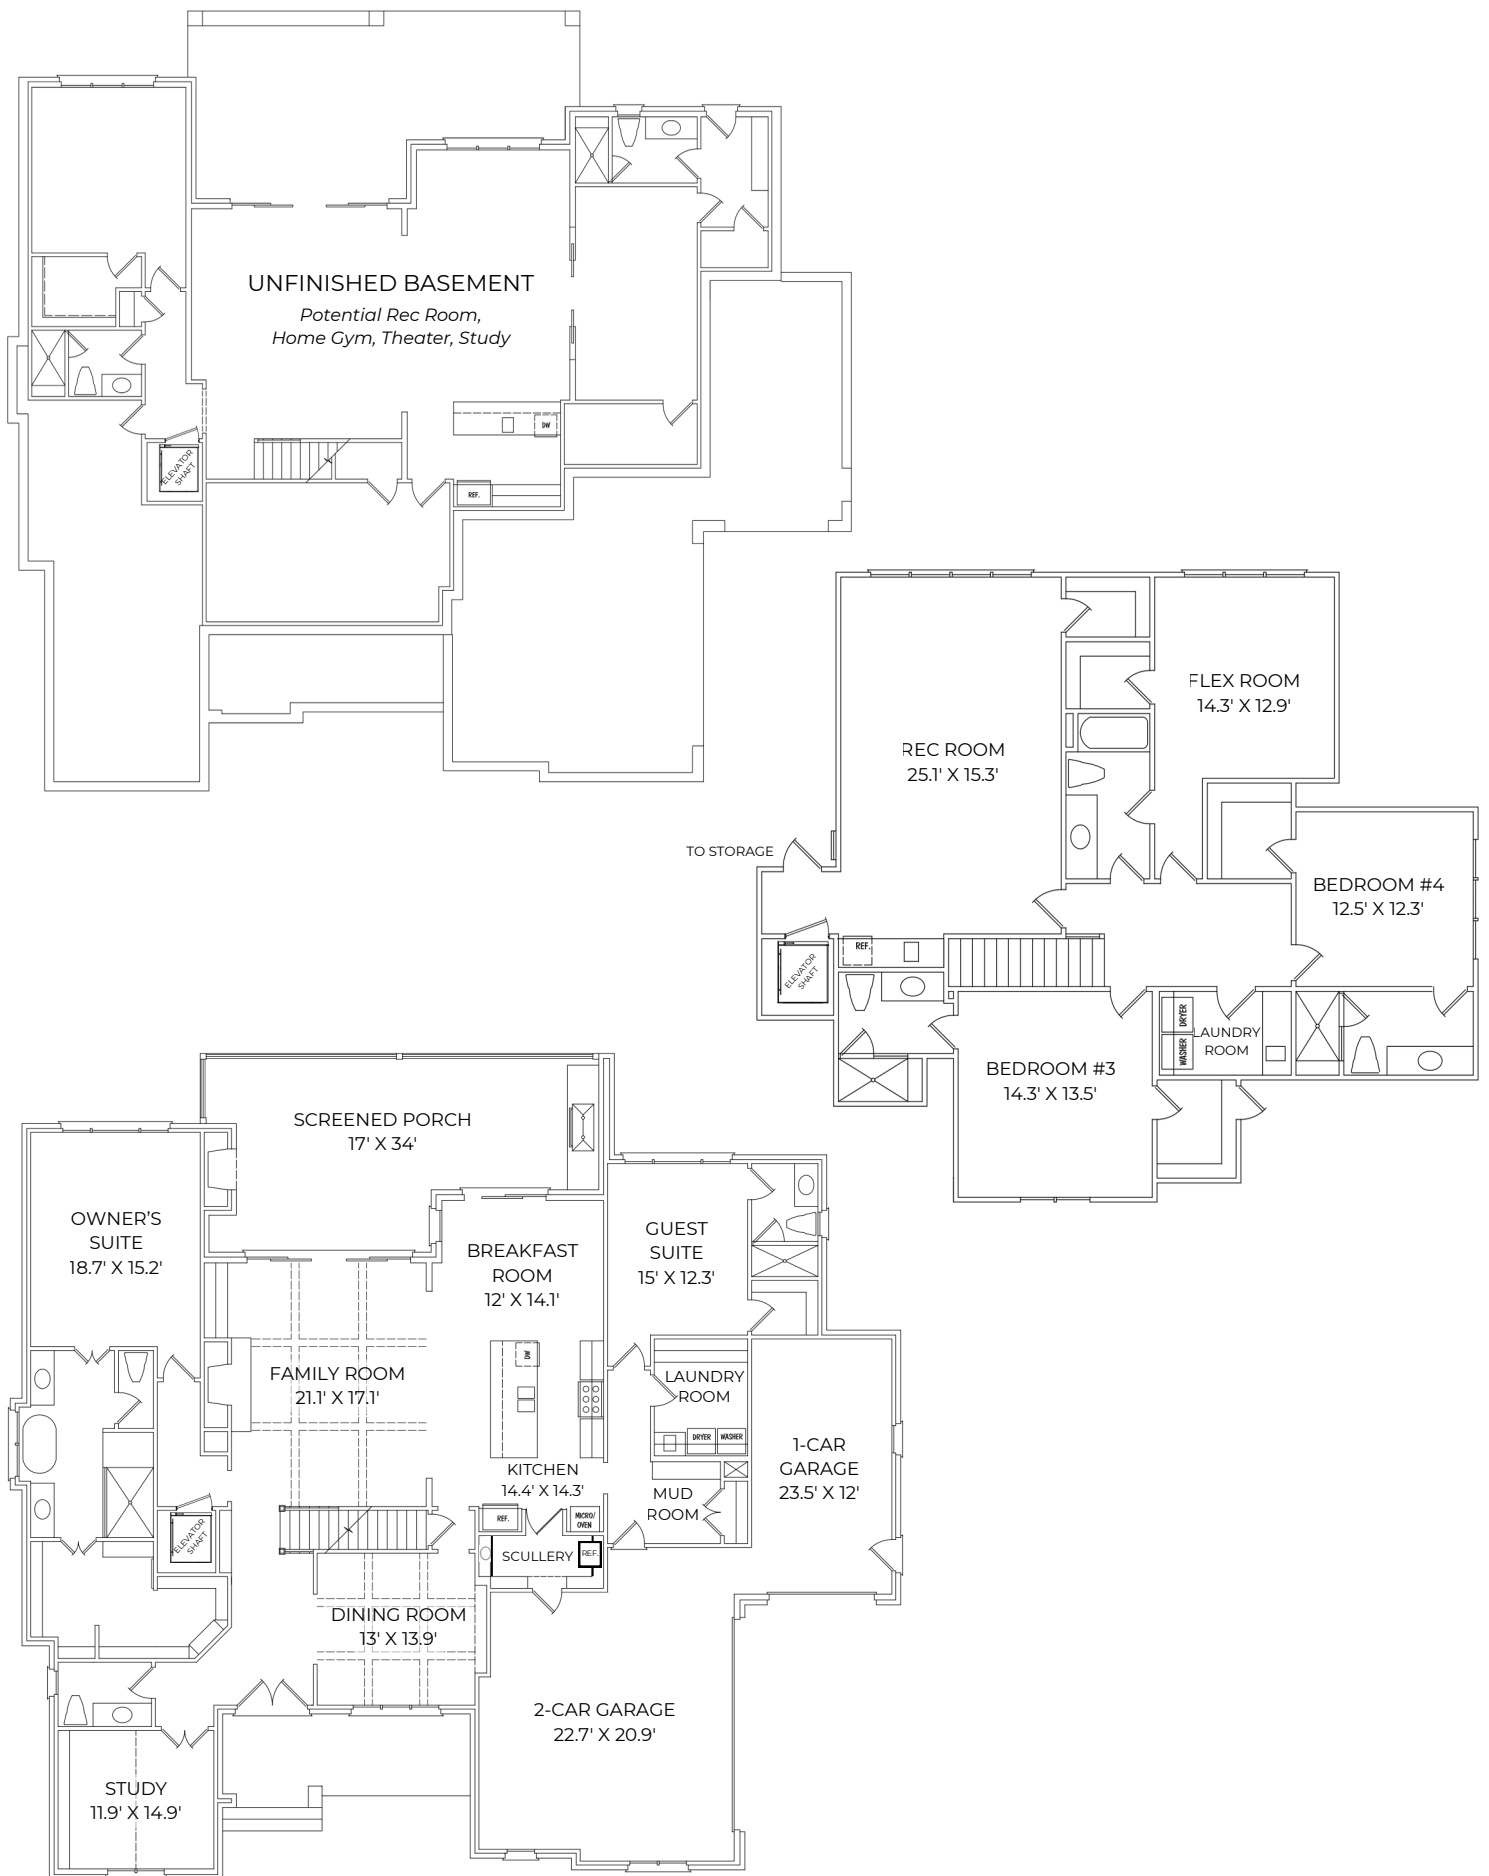 UNFINISHED BASEMENT
Potential Rec Room,
Home Gym, Theater, Study
DW
ELEVATOR
SHAFT
REF.
FLEX ROOM
14.3' X 12.9'
REC ROOM
25.1' X 15.3'
TO STORAGE
BEDROOM #4
12.5' X 12.3'
REF.
ELEVATOR
SHAFT
DRYER
WASHER
LAUNDRY
ROOM
BEDROOM #3
14.3' X 13.5'
SCREENED PORCH
17' X 34'
OWNER'S
SUITE
18.7' X 15.2'
GUEST
SUITE
15' X 12.3'
BREAKFAST
ROOM
12' X 14.1'
DW
FAMILY ROOM
21.1' X 17.1'
LAUNDRY
ROOM
DRYER
WASHER
1-CAR
GARAGE
23.5' X 12'
KITCHEN
14.4' X 14.3'
MUD
ROOM
REF.
MICRO/
OVEN
ELEVATOR
SHAFT
SCULLERY
REF.
DINING ROOM
13' X 13.9'
2-CAR GARAGE
22.7' X 20.9'
STUDY
11.9' X 14.9'